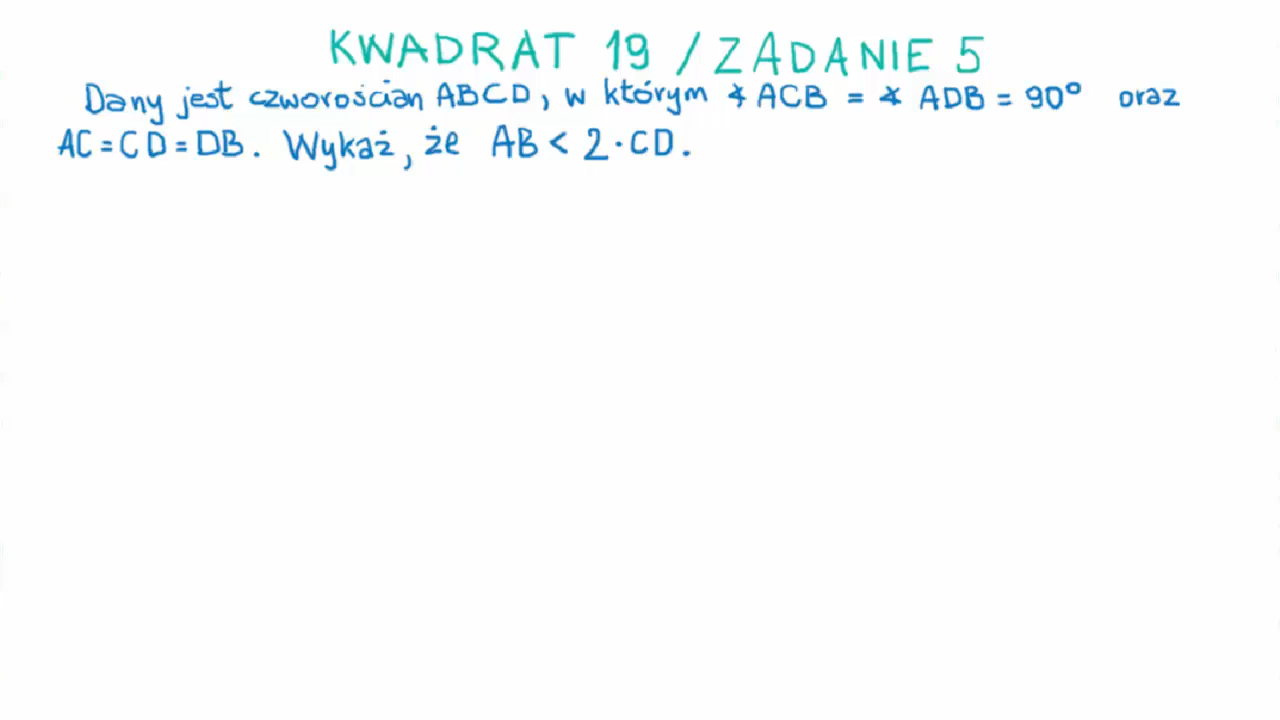 KWADRAT 19 / ZADANIE 5
Dany jest czworościan ABCD, w którym ∢ ACB = ∢ ADB = 90° oraz
AC = CD = DB. Wykaż, że AB < 2·CD.